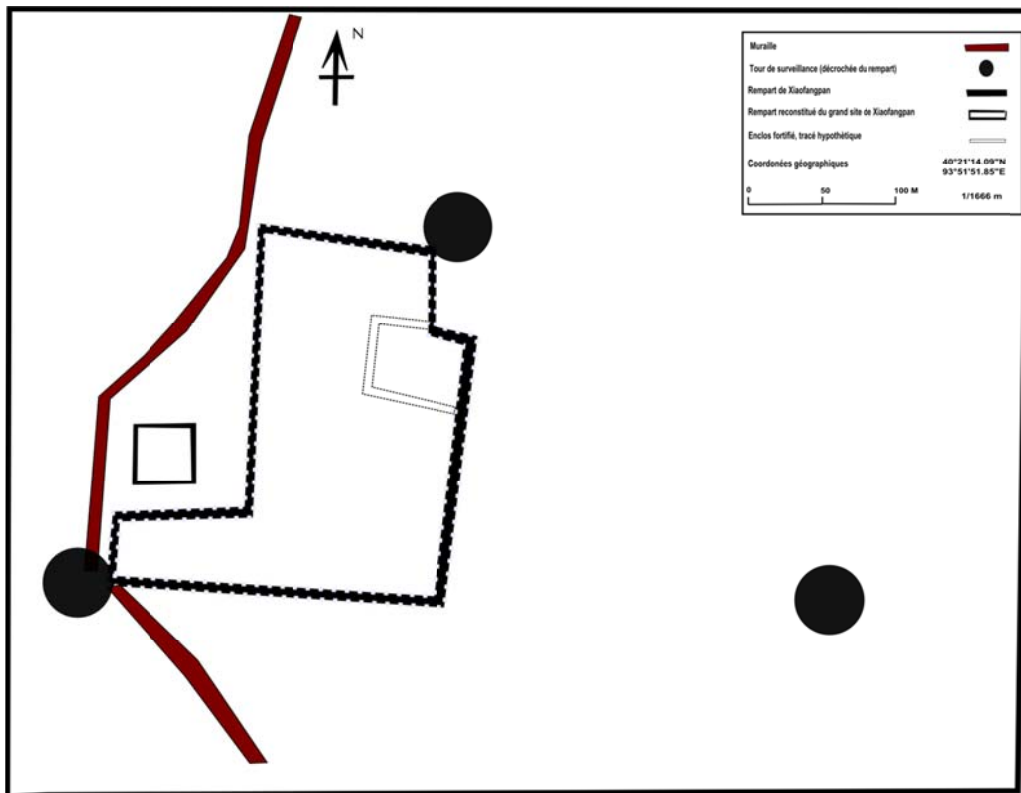 N
Muraille
Tour de surveillance (décrochée du rempart)
Rempart de Xiaofangpan
Rempart reconstitué du grand site de Xiaofangpan
Enclos fortifié, tracé hypothètique
Coordonées géographiques
40°21'14.09"N
93°51'51.85"E
0 50 100 M
1/1666 m